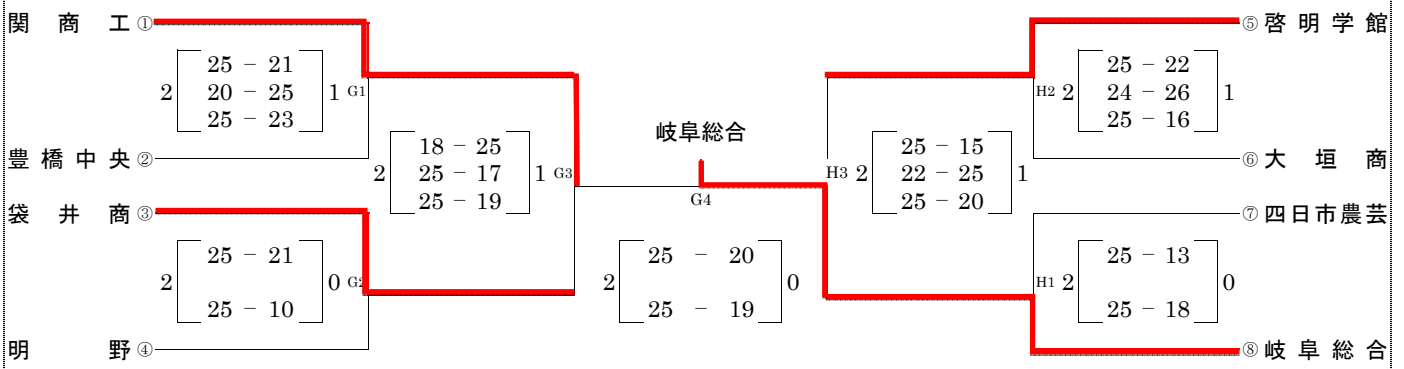 関商工 ① ⑤ 啓明学館
2 25 － 21 1 G1 H2 2 25 － 22 1
20 － 25 24 － 26
25 － 23 25 － 16
岐阜総合
豊橋中央 ② ⑥ 大垣商
2 18 － 25 1 G3 H3 2 25 － 15 1
25 － 17 22 － 25
25 － 19 25 － 20
G4
袋井商 ③ ⑦ 四日市農芸
2 25 － 21 0 G2 2 25 － 20 0 H1 2 25 － 13 0
25 － 10 25 － 19 25 － 18
明野 ④ ⑧ 岐阜総合